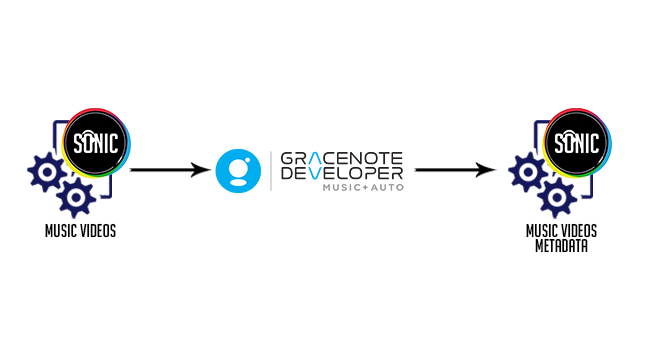 SONIC
MUSIC VIDEOS
GRACENOTE
DEVELOPER
MUSIC+AUTO
SONIC
MUSIC VIDEOS
METADATA